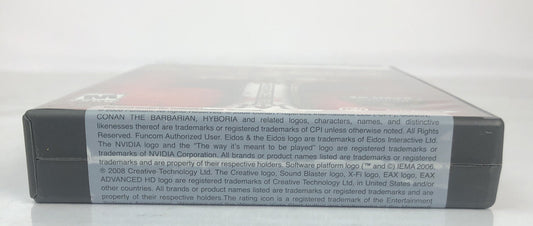 CONAN THE BARBARIAN, HYBORIA and related logos, characters, names, and distinctive
likenesses thereof are trademarks or registered trademarks of CPI unless otherwise noted. All Rights
Reserved. Funcom Authorized User. Eidos & the Eidos logo are trademarks of Eidos Interactive Ltd.
The NVIDIA logo and the "The way it's meant to be played" logo are registered trademarks or
trademarks of NVIDIA Corporation. All brands or product names listed are trademarks or registered
trademarks and are property of their respective holders. Software platform logo (™ and ©) IEMA 2006.
® 2008 Creative Technology Ltd. The Creative logo, Sound Blaster logo, X-Fi logo, EAX logo, EAX
ADVANCED HD logo are registered trademarks of Creative Technology Ltd, in United States and/or
other countries. All brands or product names listed are trademarks or registered trademarks and are
property of their respective holders.The rating icon is a registered trademark of the Entertainment